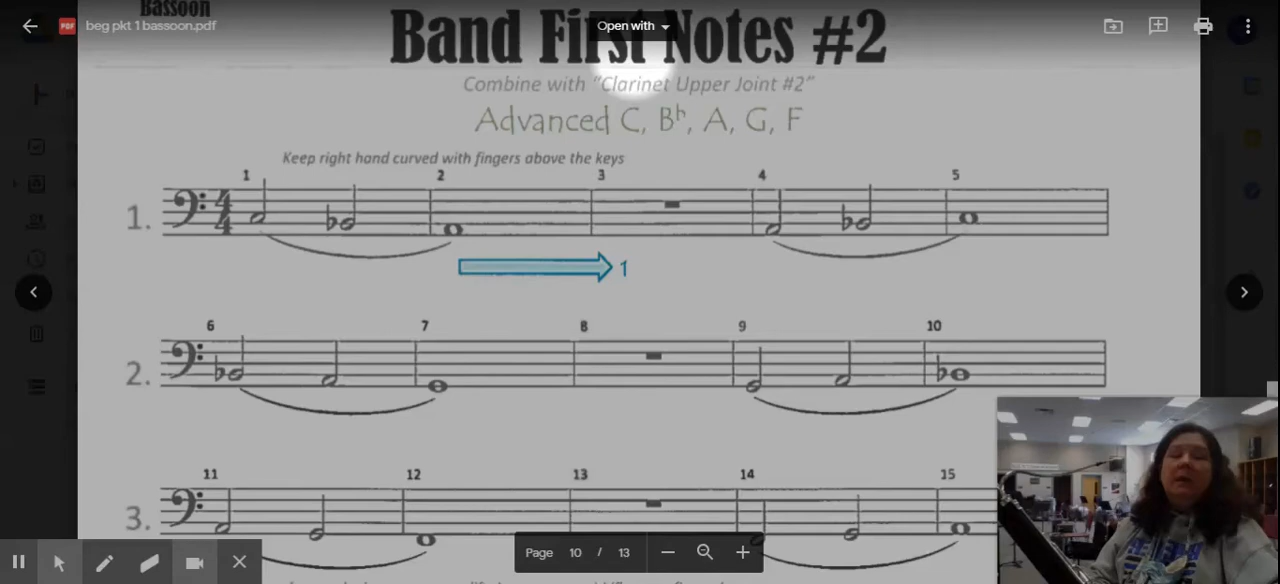 Bassoon
beg pkt 1 bassoon.pdf
Open with
Band First Notes #2
Combine with "Clarinet Upper Joint #2"
Advanced C, B♭, A, G, F
Keep right hand curved with fingers above the keys
1 2 3 4 5
1.
4
4
1
6 7 8 9 10
2.
11 12 13 14 15
3.
Page 10 / 13